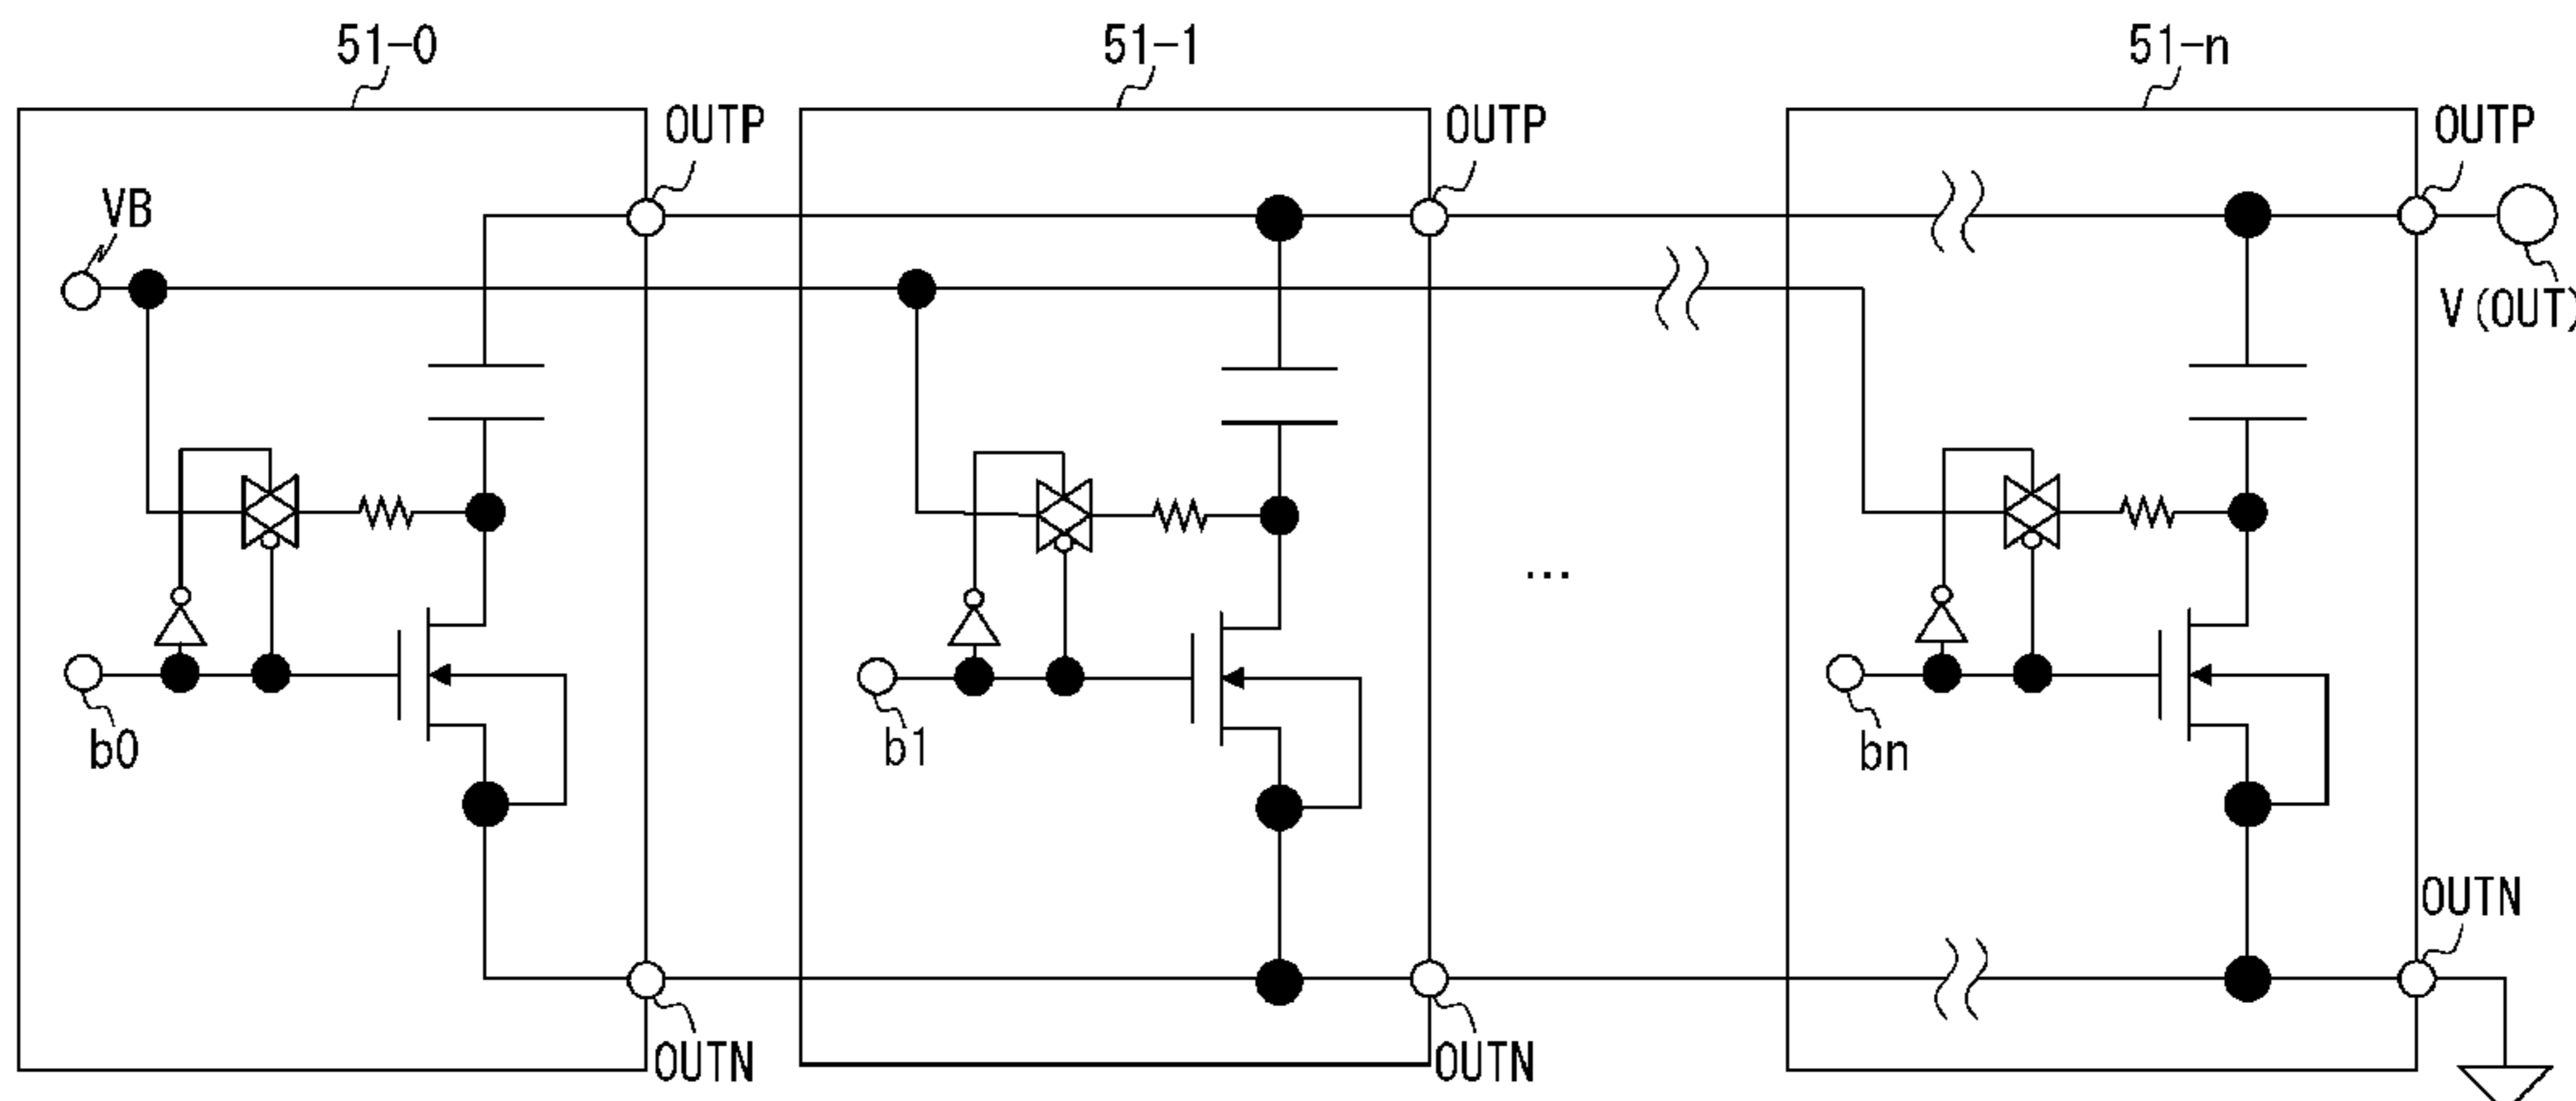 51-0
51-1
51-n
OUTP
OUTP
OUTP
VB
V(OUT)
...
b0
b1
bn
OUTN
OUTN
OUTN